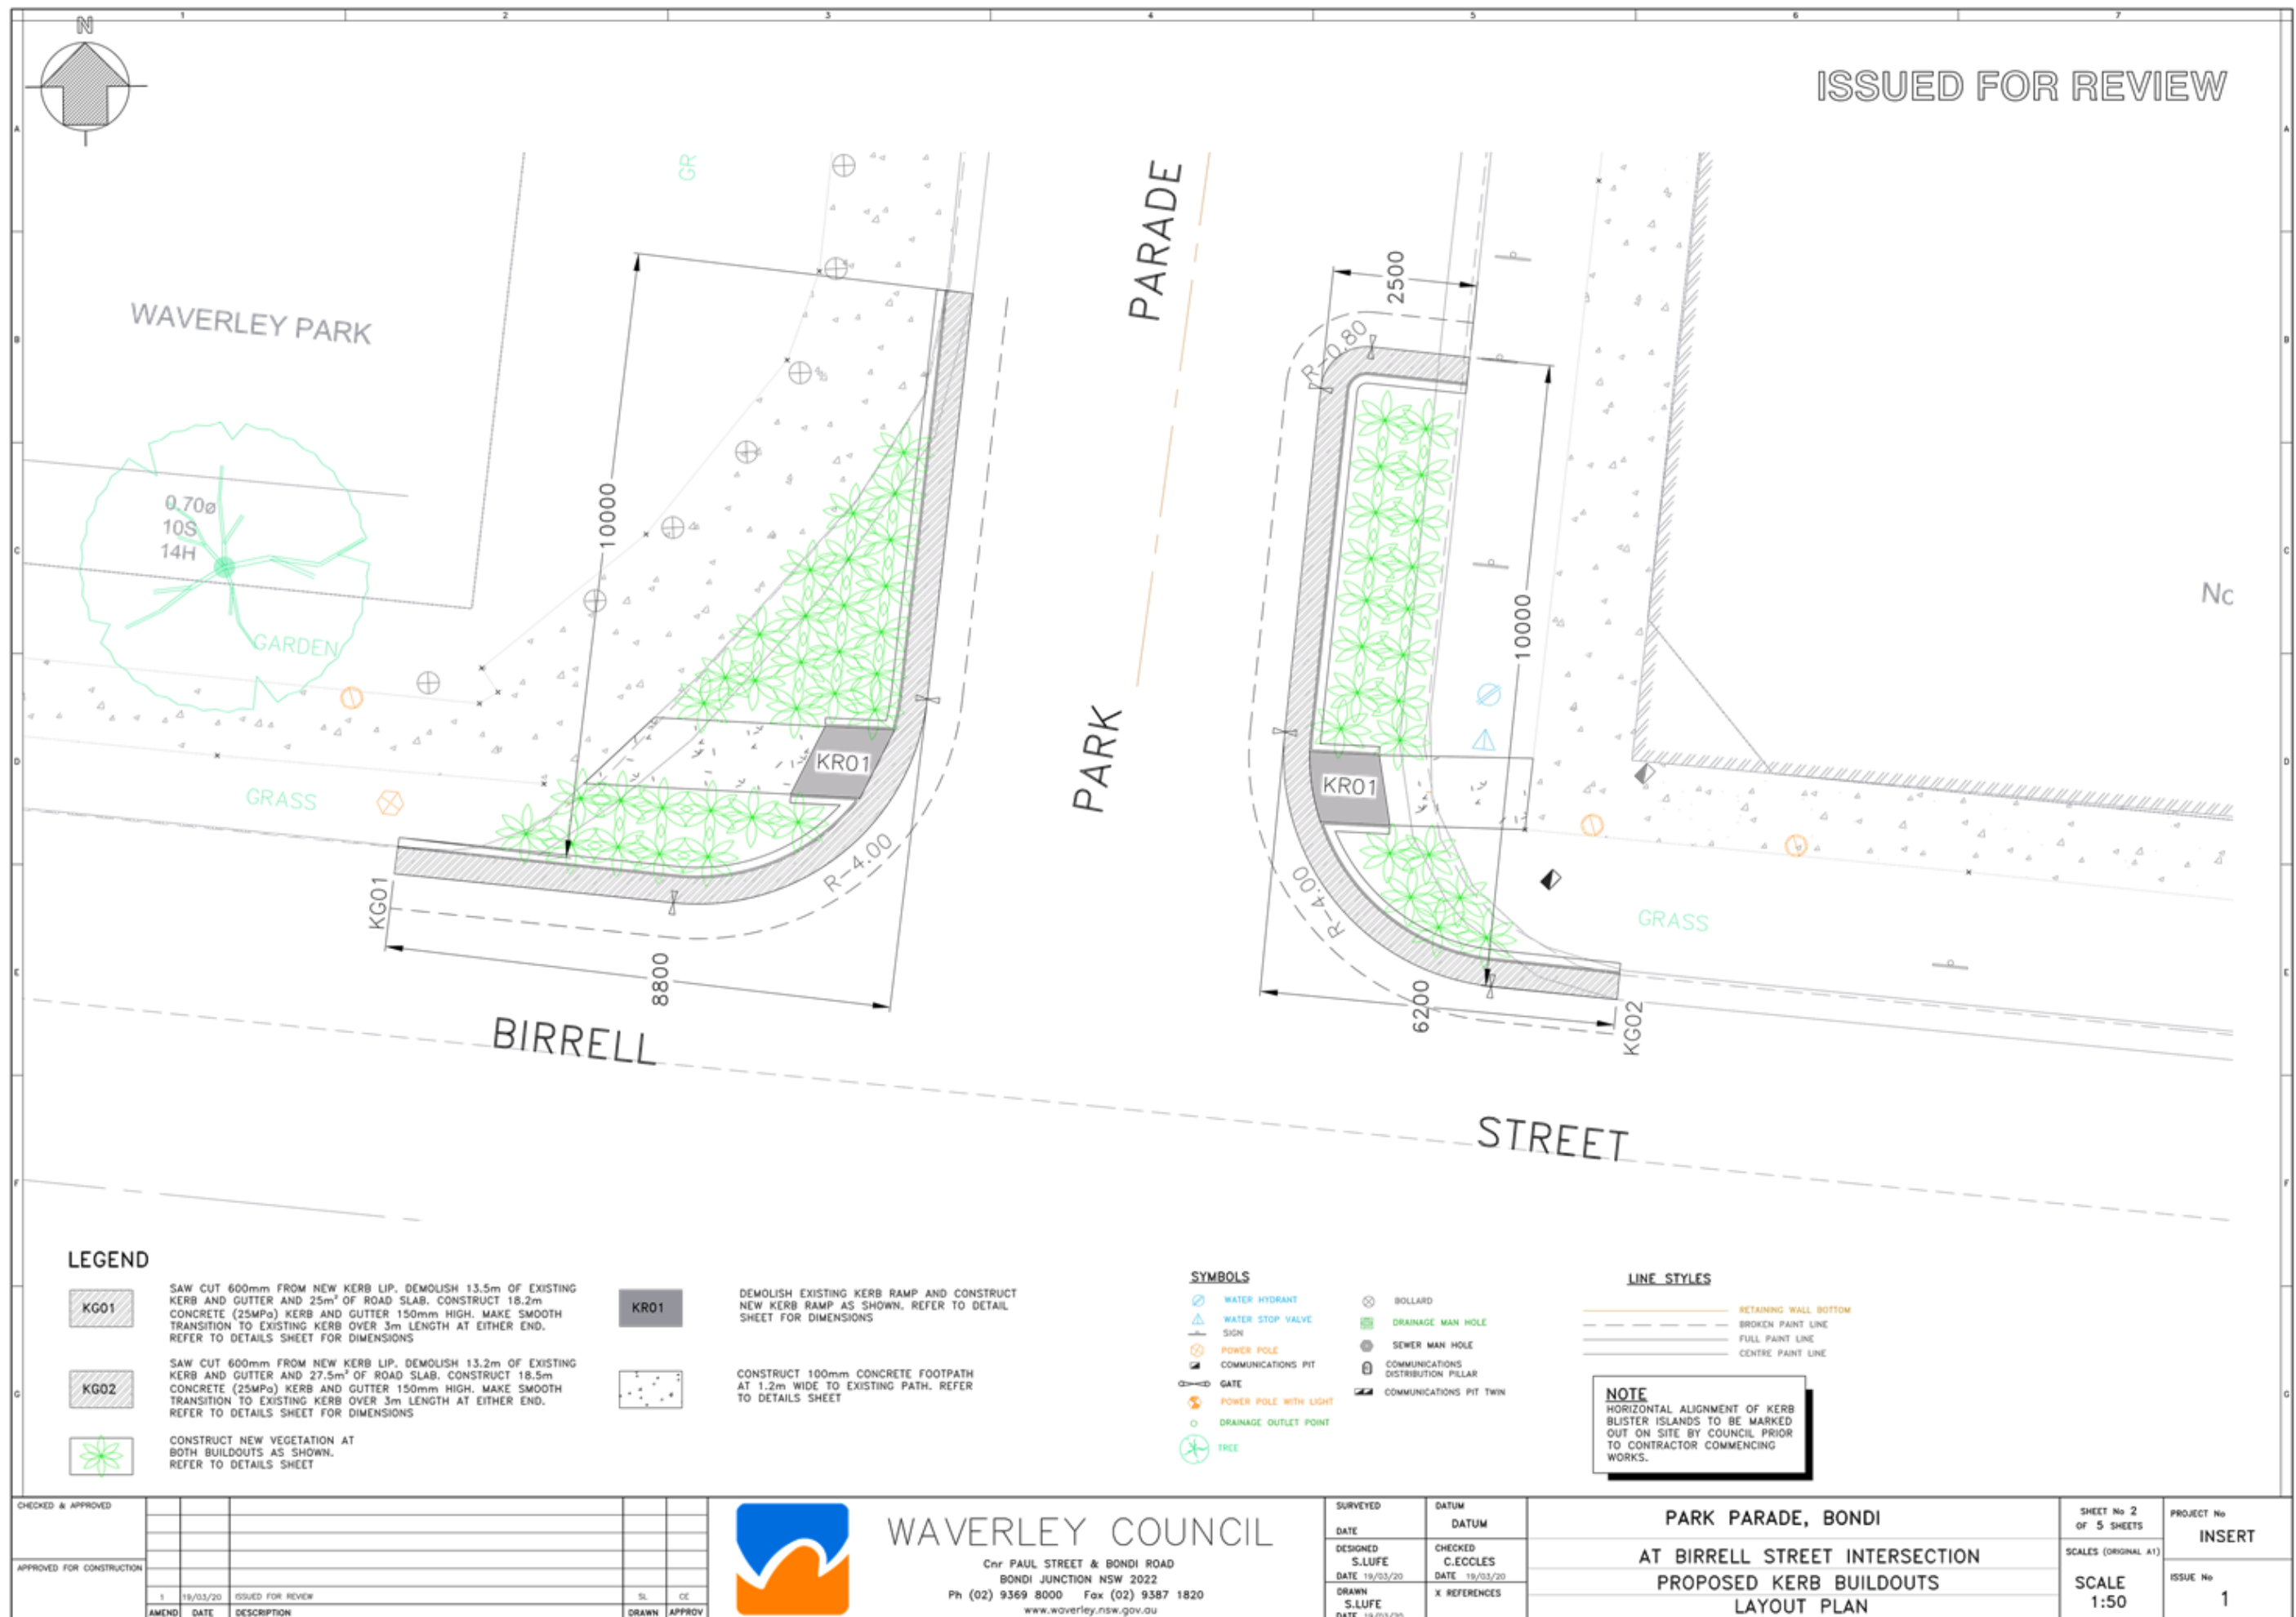 1 2 3 4 5 6 7
N
ISSUED FOR REVIEW
A A
B B
C C
D D
E E
F F
G G
GR
PARADE
WAVERLEY PARK
10000
2500
R-0.80
0.70ø
10S
14H
GARDEN
10000
Nc
KR01
KR01
PARK
GRASS
R-4.00
R-4.00
GRASS
KG01
8800
6200
KG02
BIRRELL
STREET
LEGEND
KG01
SAW CUT 600mm FROM NEW KERB LIP. DEMOLISH 13.5m OF EXISTING
KERB AND GUTTER AND 25m² OF ROAD SLAB. CONSTRUCT 18.2m
CONCRETE (25MPa) KERB AND GUTTER 150mm HIGH. MAKE SMOOTH
TRANSITION TO EXISTING KERB OVER 3m LENGTH AT EITHER END.
REFER TO DETAILS SHEET FOR DIMENSIONS
KG02
SAW CUT 600mm FROM NEW KERB LIP. DEMOLISH 13.2m OF EXISTING
KERB AND GUTTER AND 27.5m² OF ROAD SLAB. CONSTRUCT 18.5m
CONCRETE (25MPa) KERB AND GUTTER 150mm HIGH. MAKE SMOOTH
TRANSITION TO EXISTING KERB OVER 3m LENGTH AT EITHER END.
REFER TO DETAILS SHEET FOR DIMENSIONS
CONSTRUCT NEW VEGETATION AT
BOTH BUILDOUTS AS SHOWN.
REFER TO DETAILS SHEET
KR01
DEMOLISH EXISTING KERB RAMP AND CONSTRUCT
NEW KERB RAMP AS SHOWN. REFER TO DETAIL
SHEET FOR DIMENSIONS
CONSTRUCT 100mm CONCRETE FOOTPATH
AT 1.2m WIDE TO EXISTING PATH. REFER
TO DETAILS SHEET
SYMBOLS
WATER HYDRANT
WATER STOP VALVE
SIGN
POWER POLE
COMMUNICATIONS PIT
GATE
POWER POLE WITH LIGHT
DRAINAGE OUTLET POINT
TREE
BOLLARD
DRAINAGE MAN HOLE
SEWER MAN HOLE
COMMUNICATIONS
DISTRIBUTION PILLAR
COMMUNICATIONS PIT TWIN
LINE STYLES
RETAINING WALL BOTTOM
BROKEN PAINT LINE
FULL PAINT LINE
CENTRE PAINT LINE
NOTE
HORIZONTAL ALIGNMENT OF KERB
BLISTER ISLANDS TO BE MARKED
OUT ON SITE BY COUNCIL PRIOR
TO CONTRACTOR COMMENCING
WORKS.
CHECKED & APPROVED
APPROVED FOR CONSTRUCTION
1 19/03/20 ISSUED FOR REVIEW SL CE
AMEND DATE DESCRIPTION DRAWN APPROV
WAVERLEY COUNCIL
Cnr PAUL STREET & BONDI ROAD
BONDI JUNCTION NSW 2022
Ph (02) 9369 8000 Fax (02) 9387 1820
www.waverley.nsw.gov.au
SURVEYED
DATE
DATUM
DATUM
DESIGNED
S.LUFE
DATE 19/03/20
CHECKED
C.ECCLES
DATE 19/03/20
DRAWN
S.LUFE
DATE 19/03/20
X REFERENCES
PARK PARADE, BONDI
AT BIRRELL STREET INTERSECTION
PROPOSED KERB BUILDOUTS
LAYOUT PLAN
SHEET No 2
OF 5 SHEETS
SCALES (ORIGINAL A1)
SCALE
1:50
PROJECT No
INSERT
ISSUE No
1